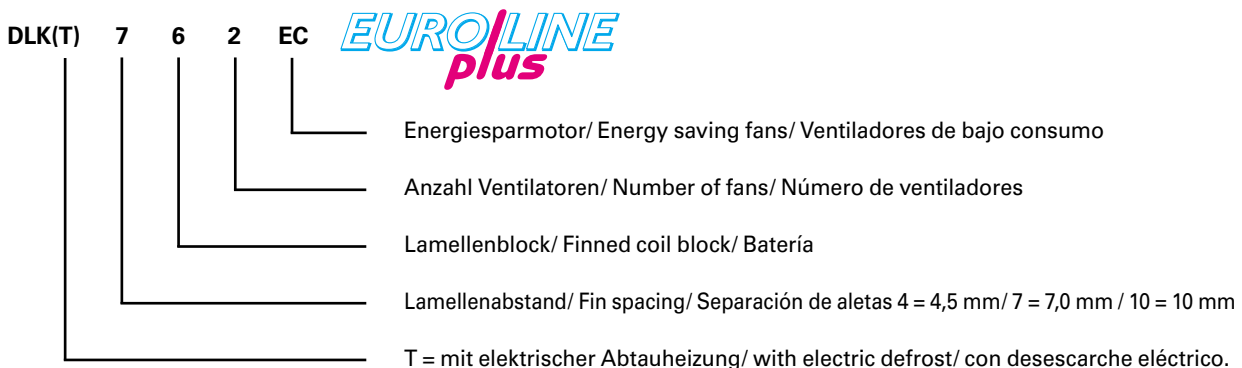 DLK(T) 7 6 2 EC EUROLINE
plus
Energiesparmotor/ Energy saving fans/ Ventiladores de bajo consumo
Anzahl Ventilatoren/ Number of fans/ Número de ventiladores
Lamellenblock/ Finned coil block/ Batería
Lamellenabstand/ Fin spacing/ Separación de aletas 4 = 4,5 mm/ 7 = 7,0 mm / 10 = 10 mm
T = mit elektrischer Abtauheizung/ with electric defrost/ con desescarche eléctrico.